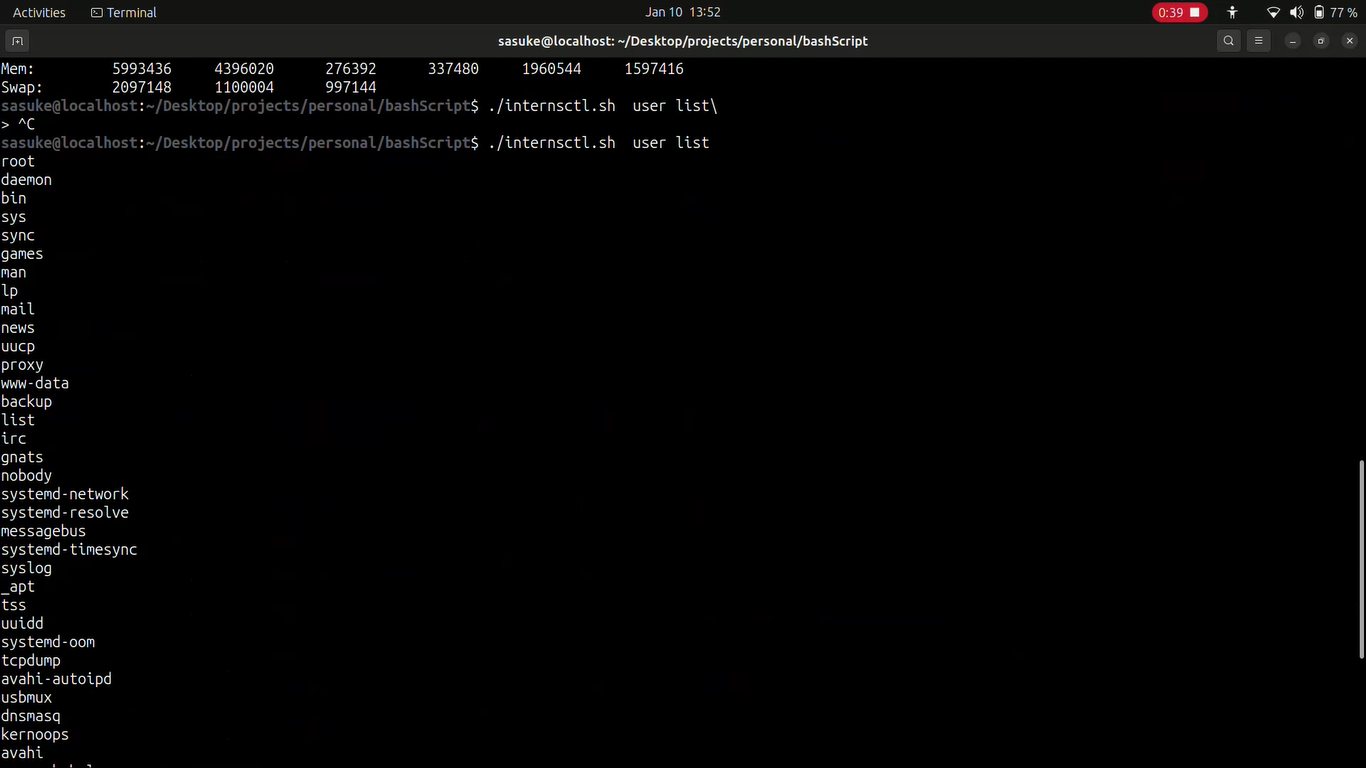 Activities Terminal Jan 10 13:52 0:39 77 %
sasuke@localhost: ~/Desktop/projects/personal/bashScript
Mem: 5993436 4396020 276392 337480 1960544 1597416
Swap: 2097148 1100004 997144
sasuke@localhost:~/Desktop/projects/personal/bashScript$ ./internsctl.sh  user list\
> ^C
sasuke@localhost:~/Desktop/projects/personal/bashScript$ ./internsctl.sh  user list
root
daemon
bin
sys
sync
games
man
lp
mail
news
uucp
proxy
www-data
backup
list
irc
gnats
nobody
systemd-network
systemd-resolve
messagebus
systemd-timesync
syslog
_apt
tss
uuidd
systemd-oom
tcpdump
avahi-autoipd
usbmux
dnsmasq
kernoops
avahi